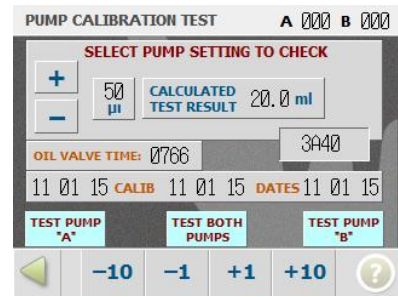 PUMP CALIBRATION TEST A 000 B 000
SELECT PUMP SETTING TO CHECK
+
50 µl
CALCULATED TEST RESULT 20.0 ml
−
3A40
OIL VALVE TIME: 0766
11 01 15 CALIB 11 01 15 DATES 11 01 15
TEST PUMP "A"
TEST BOTH PUMPS
TEST PUMP "B"
−10 −1 +1 +10 ?